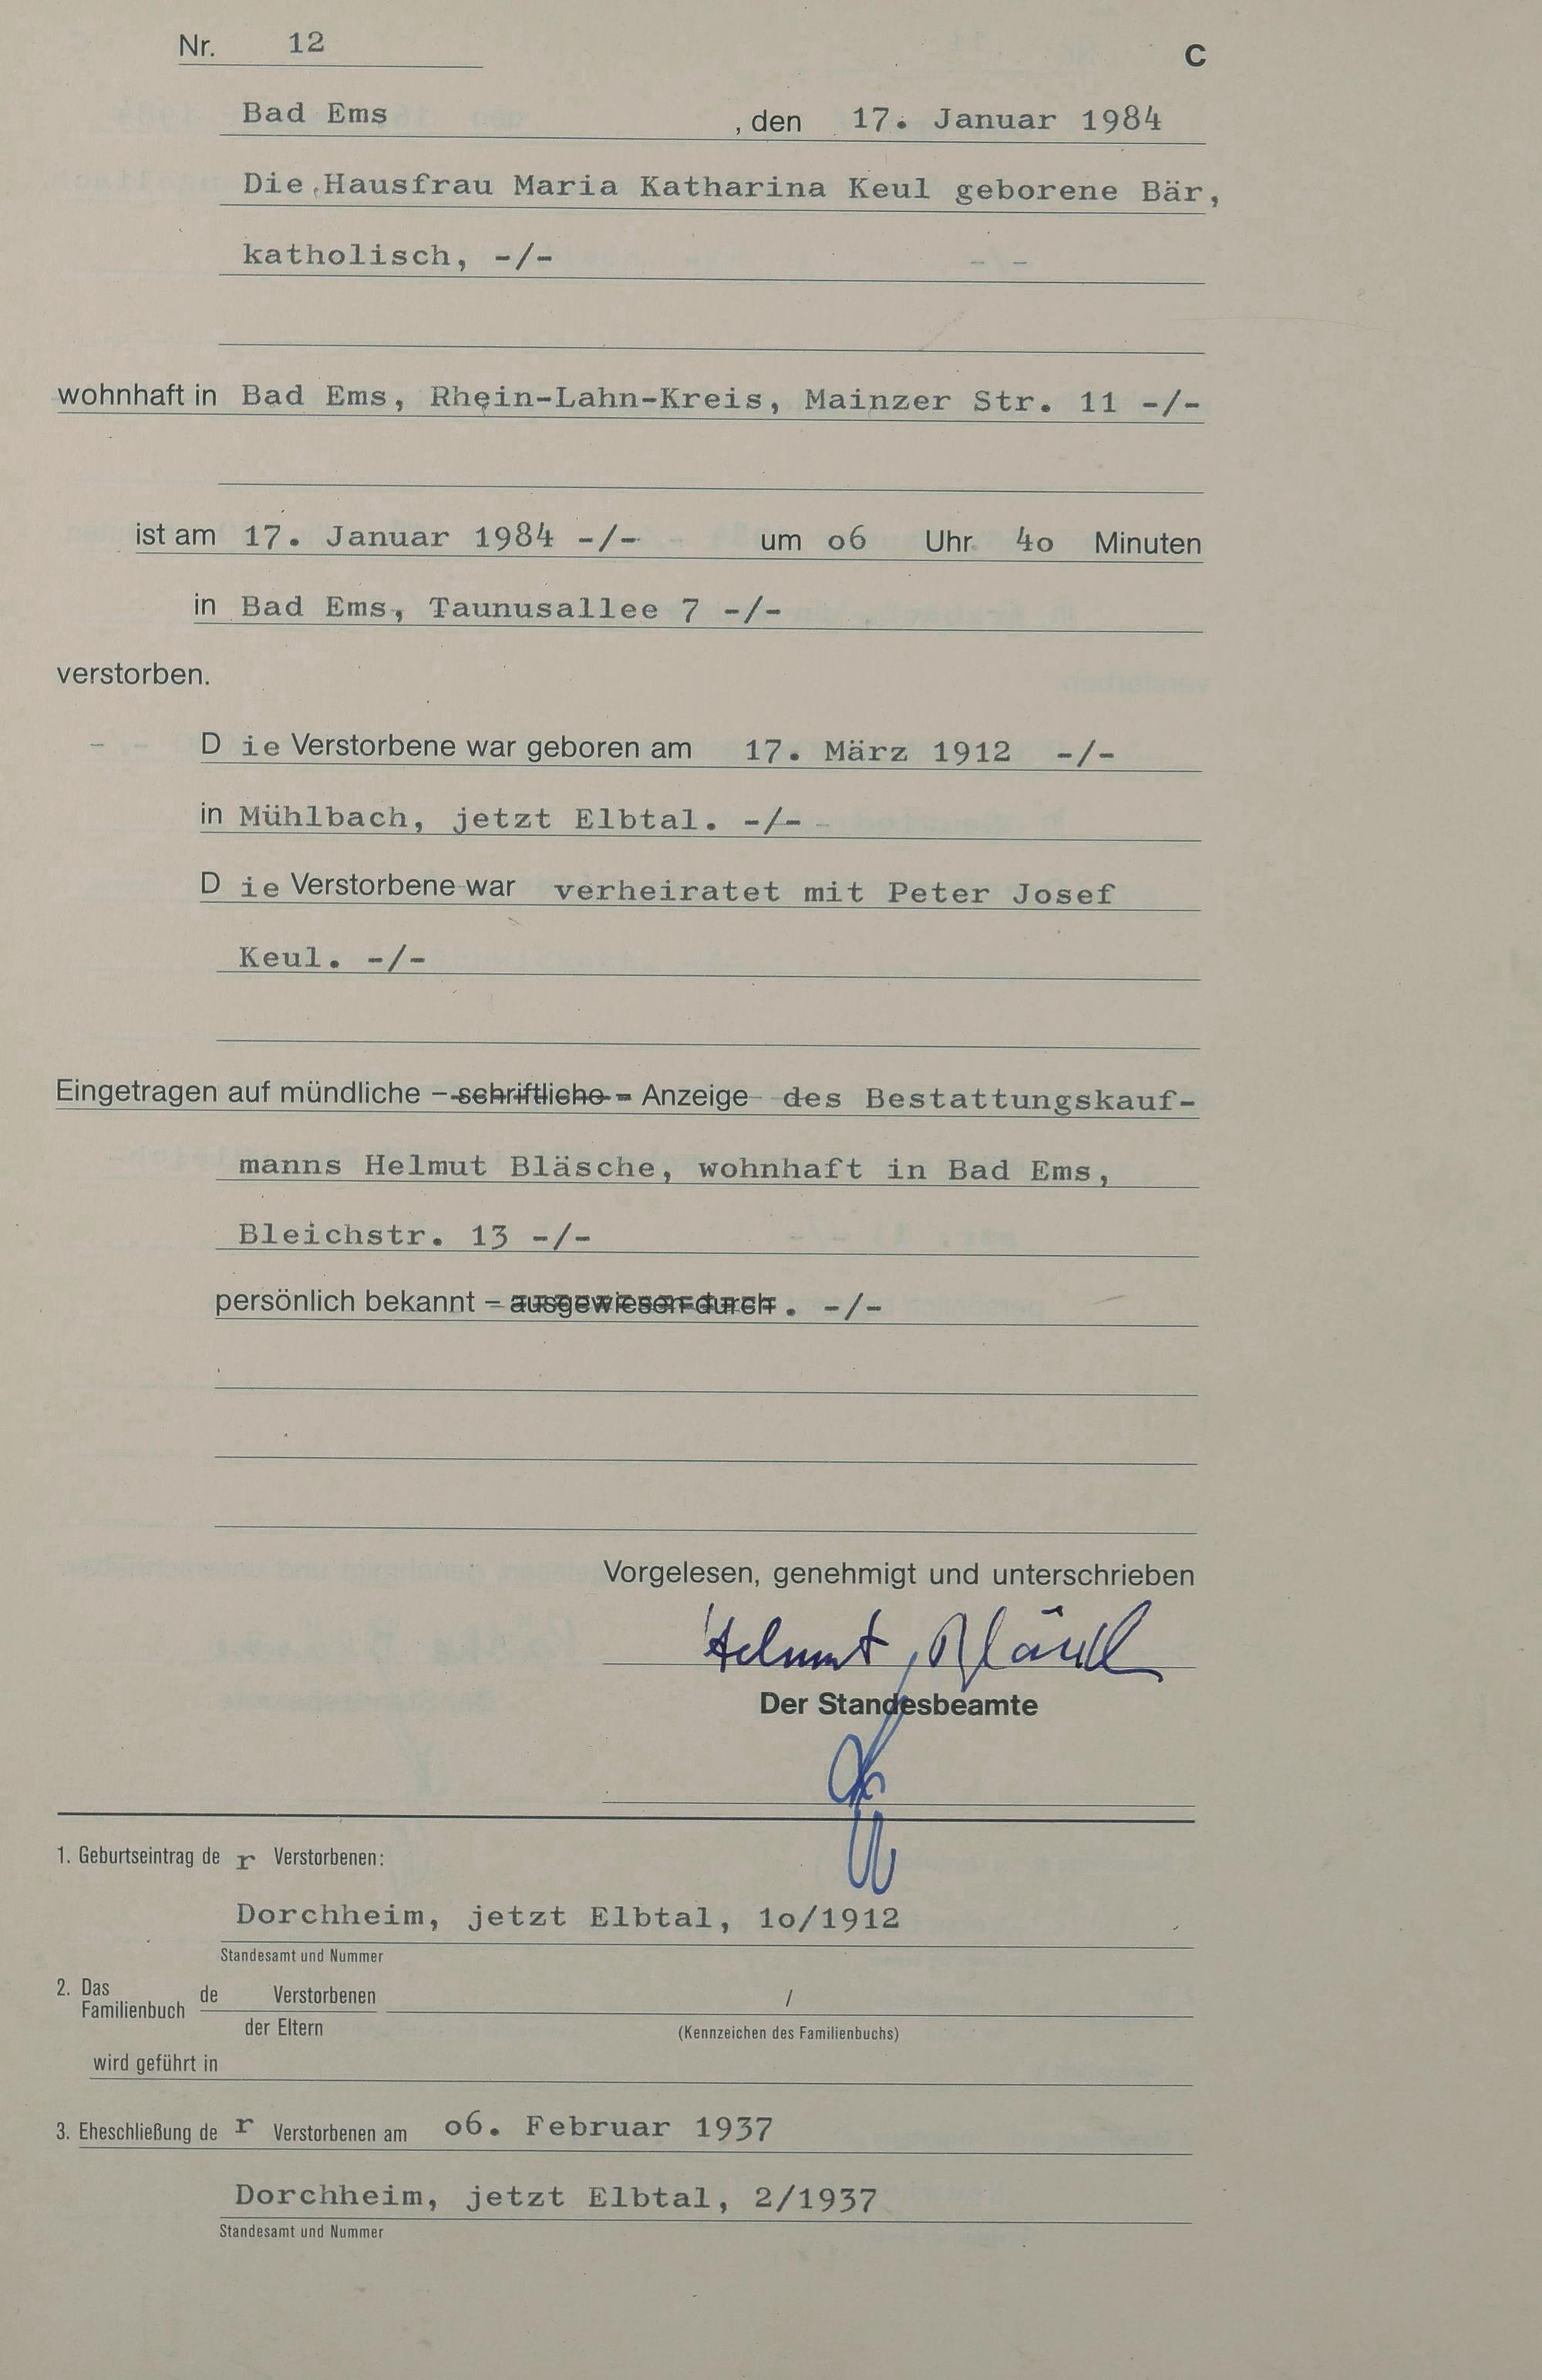 Nr. 12
C
Bad Ems , den 17. Januar 1984
Die Hausfrau Maria Katharina Keul geborene Bär,
katholisch, -/-
wohnhaft in Bad Ems, Rhein-Lahn-Kreis, Mainzer Str. 11 -/-
ist am 17. Januar 1984 -/- um o6 Uhr 4o Minuten
in Bad Ems, Taunusallee 7 -/-
verstorben.
D ie Verstorbene war geboren am 17. März 1912 -/-
in Mühlbach, jetzt Elbtal. -/-
D ie Verstorbene war verheiratet mit Peter Josef
Keul. -/-
Eingetragen auf mündliche – schriftliche – Anzeige des Bestattungskauf-
manns Helmut Bläsche, wohnhaft in Bad Ems,
Bleichstr. 13 -/-
persönlich bekannt – ausgewiesen durch . -/-
Vorgelesen, genehmigt und unterschrieben
Helmut Bläsche
Der Standesbeamte
1. Geburtseintrag de r Verstorbenen:
Dorchheim, jetzt Elbtal, 1o/1912
Standesamt und Nummer
2. Das Familienbuch de Verstorbenen /
der Eltern (Kennzeichen des Familienbuchs)
wird geführt in
3. Eheschließung de r Verstorbenen am o6. Februar 1937
Dorchheim, jetzt Elbtal, 2/1937
Standesamt und Nummer